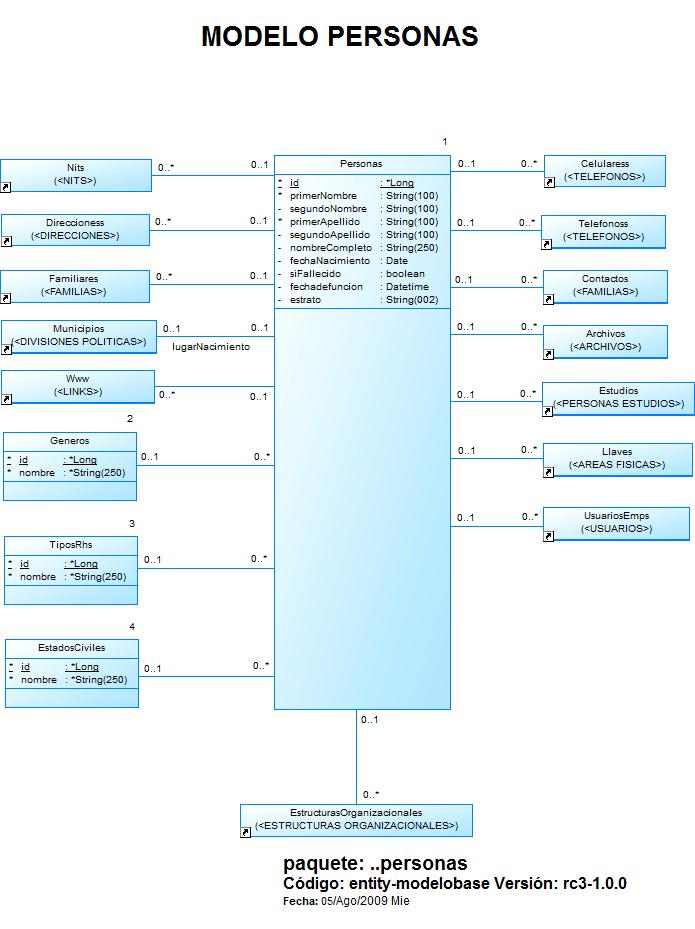 MODELO PERSONAS
1
Nits
(<NITS>)
0..*
0..1
Direccioness
(<DIRECCIONES>)
0..*
0..1
Familiares
(<FAMILIAS>)
0..*
0..1
Municipios
(<DIVISIONES POLITICAS>)
0..1
0..1
lugarNacimiento
Www
(<LINKS>)
0..*
0..1
2
Generos
* id : *Long
* nombre : *String(250)
0..1
0..*
3
TiposRhs
* id : *Long
* nombre : *String(250)
0..1
0..*
4
EstadosCiviles
* id : *Long
* nombre : *String(250)
0..1
0..*
Personas
* id : *Long
* primerNombre : String(100)
- segundoNombre : String(100)
* primerApellido : String(100)
- segundoApellido : String(100)
- nombreCompleto : String(250)
- fechaNacimiento : Date
- siFallecido : boolean
- fechadefuncion : Datetime
- estrato : String(002)
0..1
0..*
Celularess
(<TELEFONOS>)
0..1
0..*
Telefonoss
(<TELEFONOS>)
0..1
0..*
Contactos
(<FAMILIAS>)
0..1
0..*
Archivos
(<ARCHIVOS>)
0..1
0..*
Estudios
(<PERSONAS ESTUDIOS>)
0..1
0..*
Llaves
(<AREAS FISICAS>)
0..1
0..*
UsuariosEmps
(<USUARIOS>)
0..1
0..*
EstructurasOrganizacionales
(<ESTRUCTURAS ORGANIZACIONALES>)
paquete: ..personas
Código: entity-modelobase Versión: rc3-1.0.0
Fecha: 05/Ago/2009 Mie